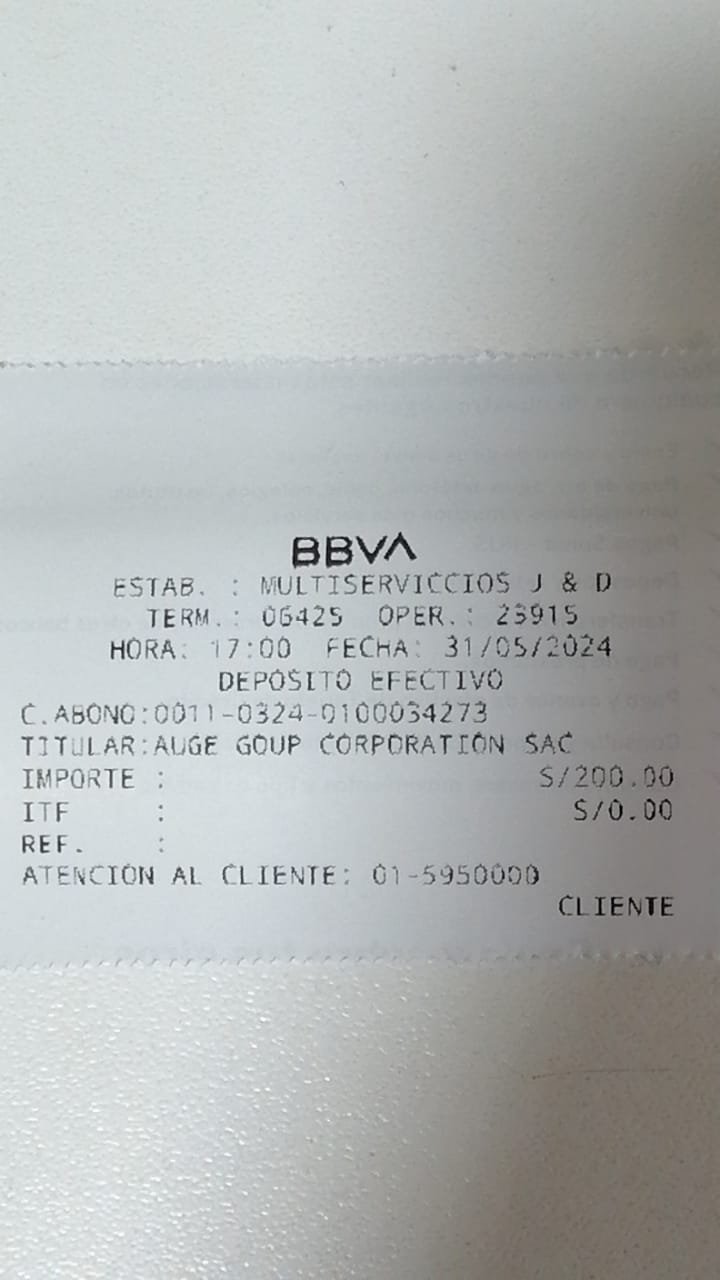 BBVA
ESTAB. : MULTISERVICCIOS J & D
TERM.: 06425 OPER.: 23915
HORA: 17:00 FECHA: 31/05/2024
DEPOSITO EFECTIVO
C.ABONO:0011-0324-0100034273
TITULAR:AUGE GOUP CORPORATION SAC
IMPORTE : S/200.00
ITF : S/0.00
REF. :
ATENCION AL CLIENTE: 01-5950000
CLIENTE